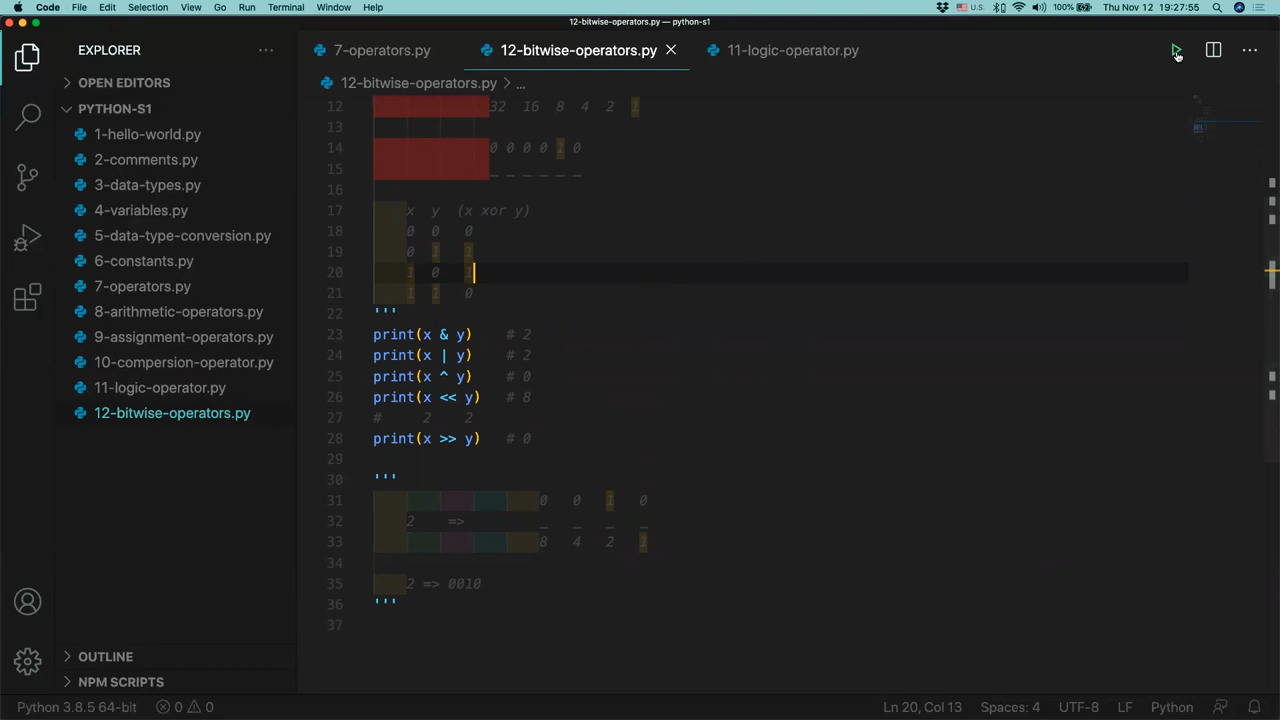 Code File Edit Selection View Go Run Terminal Window Help U.S. 100% Thu Nov 12 19:27:55
12-bitwise-operators.py — python-s1
EXPLORER ...
7-operators.py 12-bitwise-operators.py 11-logic-operator.py
OPEN EDITORS
PYTHON-S1
1-hello-world.py
2-comments.py
3-data-types.py
4-variables.py
5-data-type-conversion.py
6-constants.py
7-operators.py
8-arithmetic-operators.py
9-assignment-operators.py
10-compersion-operator.py
11-logic-operator.py
12-bitwise-operators.py
OUTLINE
NPM SCRIPTS
12-bitwise-operators.py > ...
12 32 16 8 4 2 1
13
14 0 0 0 0 1 0
15 _ _ _ _ _ _
16
17 x y (x xor y)
18 0 0 0
19 0 1 1
20 1 0 1
21 1 1 0
22 '''
23 print(x & y) # 2
24 print(x | y) # 2
25 print(x ^ y) # 0
26 print(x << y) # 8
27 # 2 2
28 print(x >> y) # 0
29
30 '''
31 0 0 1 0
32 2 => _ _ _ _
33 8 4 2 1
34
35 2 => 0010
36 '''
37
Python 3.8.5 64-bit 0 0 Ln 20, Col 13 Spaces: 4 UTF-8 LF Python